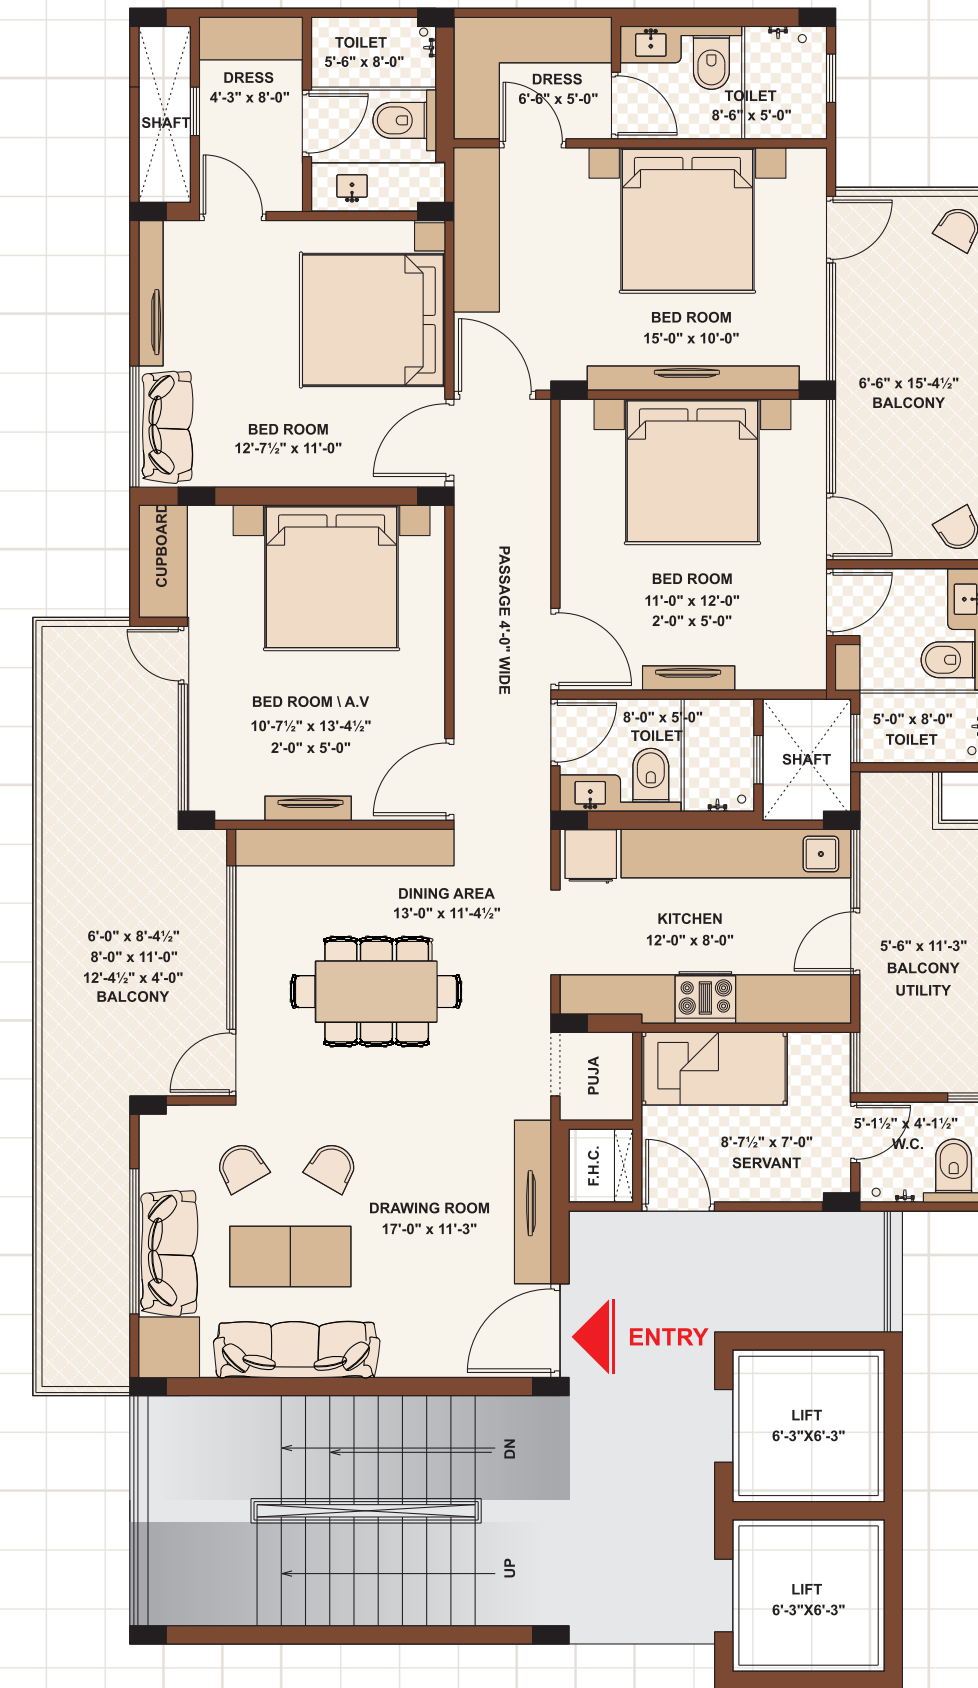 TOILET
5'-6" x 8'-0"
DRESS
4'-3" x 8'-0"
SHAFT
DRESS
6'-6" x 5'-0"
TOILET
8'-6" x 5'-0"
BED ROOM
15'-0" x 10'-0"
6'-6" x 15'-4½"
BALCONY
BED ROOM
12'-7½" x 11'-0"
CUPBOARD
PASSAGE 4'-0" WIDE
BED ROOM
11'-0" x 12'-0"
2'-0" x 5'-0"
BED ROOM \ A.V
10'-7½" x 13'-4½"
2'-0" x 5'-0"
8'-0" x 5'-0"
TOILET
SHAFT
5'-0" x 8'-0"
TOILET
DINING AREA
13'-0" x 11'-4½"
KITCHEN
12'-0" x 8'-0"
6'-0" x 8'-4½"
8'-0" x 11'-0"
12'-4½" x 4'-0"
BALCONY
5'-6" x 11'-3"
BALCONY
UTILITY
PUJA
F.H.C.
8'-7½" x 7'-0"
SERVANT
5'-1½" x 4'-1½"
W.C.
DRAWING ROOM
17'-0" x 11'-3"
ENTRY
LIFT
6'-3"X6'-3"
DN
UP
LIFT
6'-3"X6'-3"